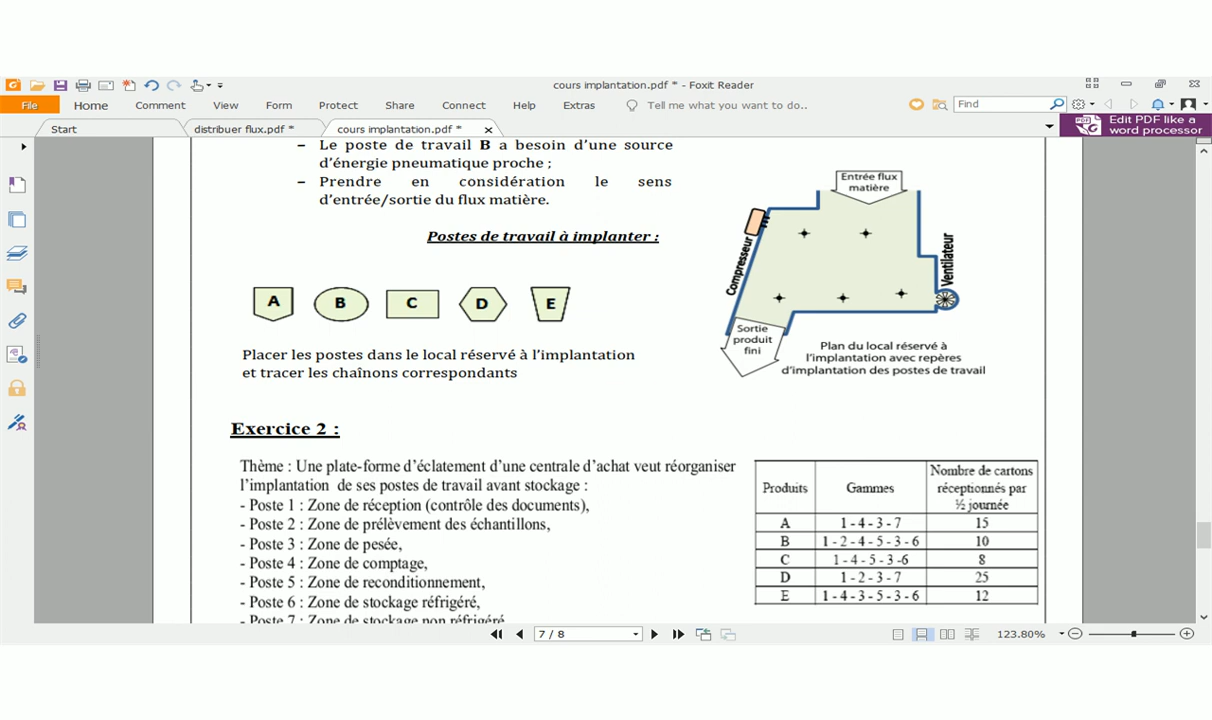 cours implantation.pdf * - Foxit Reader
File Home Comment View Form Protect Share Connect Help Extras Tell me what you want to do.. Find
Start distribuer flux.pdf * cours implantation.pdf *
Edit PDF like a
word processor
– Le poste de travail B a besoin d’une source
d’énergie pneumatique proche ;
– Prendre en considération le sens
d’entrée/sortie du flux matière.
Postes de travail à implanter :
A B C D E
Placer les postes dans le local réservé à l’implantation
et tracer les chaînons correspondants
Entrée flux
matière
Compresseur
Ventilateur
Sortie
produit
fini
Plan du local réservé à
l’implantation avec repères
d’implantation des postes de travail
Exercice 2 :
Thème : Une plate-forme d’éclatement d’une centrale d’achat veut réorganiser
l’implantation de ses postes de travail avant stockage :
- Poste 1 : Zone de réception (contrôle des documents),
- Poste 2 : Zone de prélèvement des échantillons,
- Poste 3 : Zone de pesée,
- Poste 4 : Zone de comptage,
- Poste 5 : Zone de reconditionnement,
- Poste 6 : Zone de stockage réfrigéré,
- Poste 7 : Zone de stockage non réfrigéré
Produits Gammes Nombre de cartons
réceptionnés par
½ journée
A 1 - 4 - 3 - 7 15
B 1 - 2 - 4 - 5 - 3 - 6 10
C 1 - 4 - 5 - 3 -6 8
D 1 - 2 - 3 - 7 25
E 1 - 4 - 3 - 5 - 3 - 6 12
7 / 8
123.80%